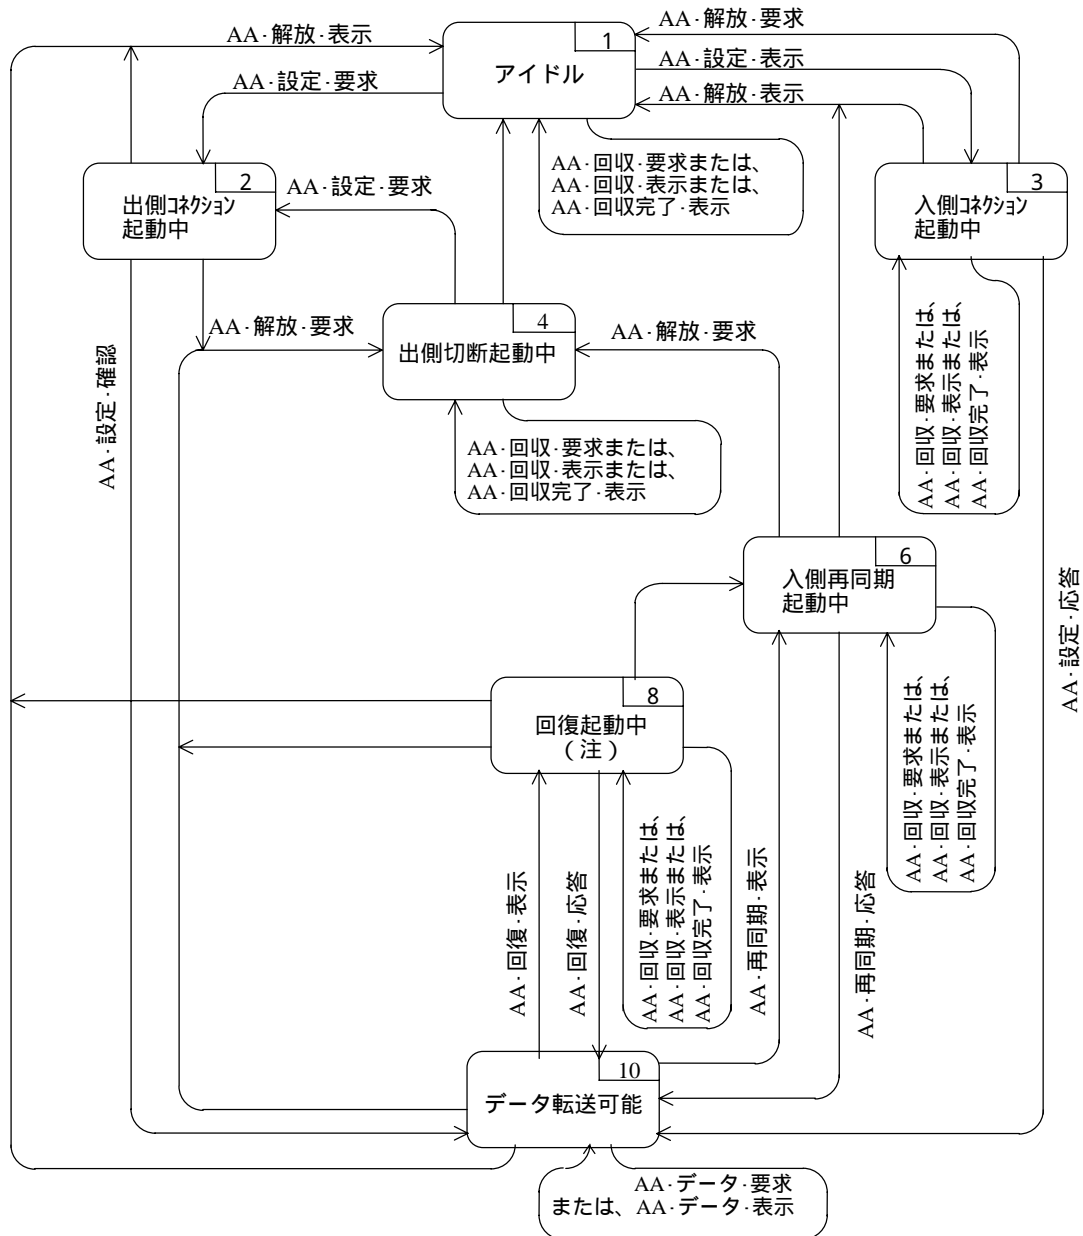 AA·解放·表示
1
アイドル
AA·解放·要求
AA·設定·表示
AA·解放·表示
AA·設定·要求
AA·回収·要求または、
AA·回収·表示または、
AA·回収完了·表示
2
出側コネクション
起動中
AA·設定·要求
3
入側コネクション
起動中
AA·解放·要求
4
出側切断起動中
AA·解放·要求
AA·回収·要求または、
AA·回収·表示または、
AA·回収完了·表示
AA·設定·確認
AA·回収·要求または、
AA·回収·表示または、
AA·回収完了·表示
6
入側再同期
起動中
AA·設定·応答
8
回復起動中
(注)
AA·回収·要求または、
AA·回収·表示または、
AA·回収完了·表示
AA·回復·表示
AA·回復·応答
AA·回収·要求または、
AA·回収·表示または、
AA·回収完了·表示
AA·再同期·表示
AA·再同期·応答
10
データ転送可能
AA·データ·要求
または、AA·データ·表示